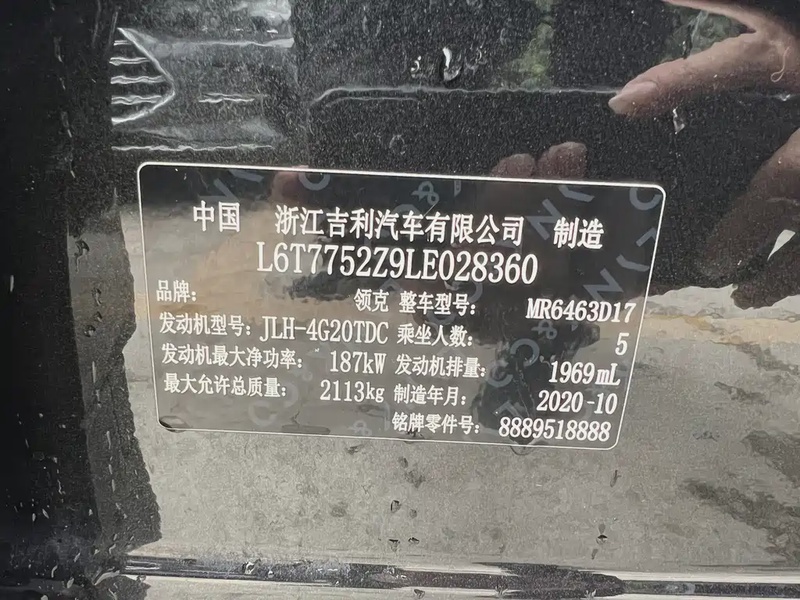 中国 浙江吉利汽车有限公司 制造
L6T7752Z9LE028360
品牌: 领克 整车型号: MR6463D17
发动机型号: JLH-4G20TDC 乘坐人数: 5
发动机最大净功率: 187kW 发动机排量: 1969mL
最大允许总质量: 2113kg 制造年月: 2020-10
铭牌零件号: 8889518888